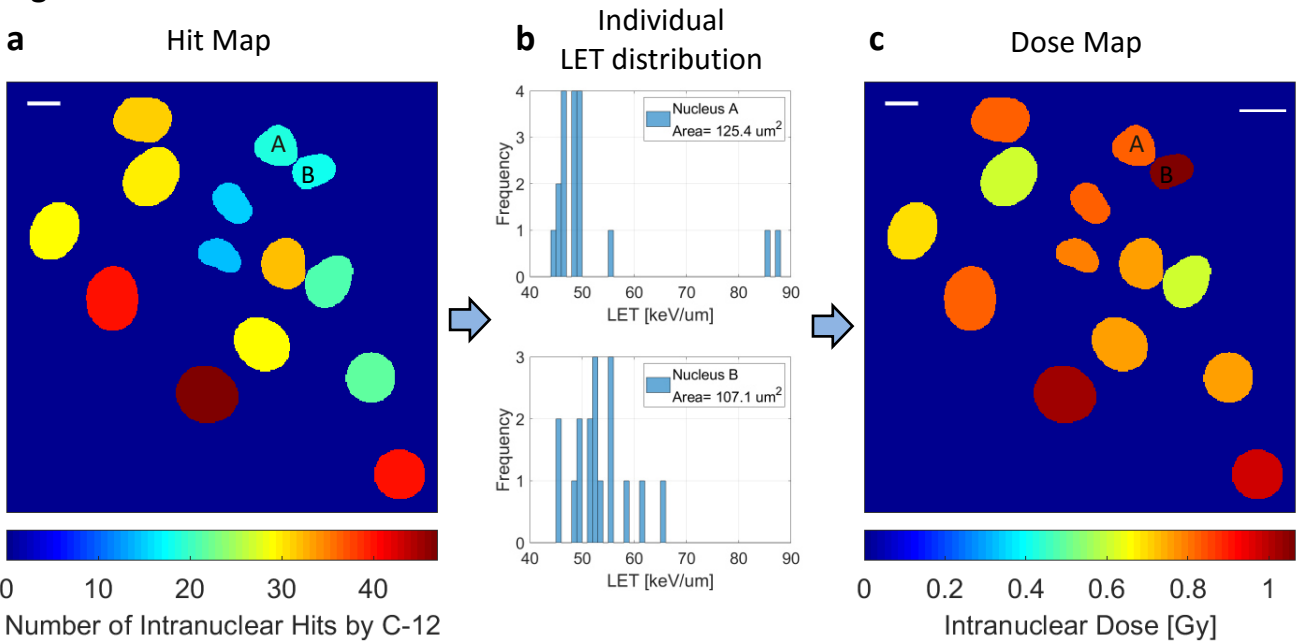 a
Hit Map
b
Individual
LET distribution
c
Dose Map
A
B
4
3
2
1
0
Frequency
Nucleus A
Area= 125.4 um²
40 50 60 70 80 90
LET [keV/um]
3
2
1
0
Frequency
Nucleus B
Area= 107.1 um²
40 50 60 70 80 90
LET [keV/um]
A
B
0 10 20 30 40
Number of Intranuclear Hits by C-12
0 0.2 0.4 0.6 0.8 1
Intranuclear Dose [Gy]